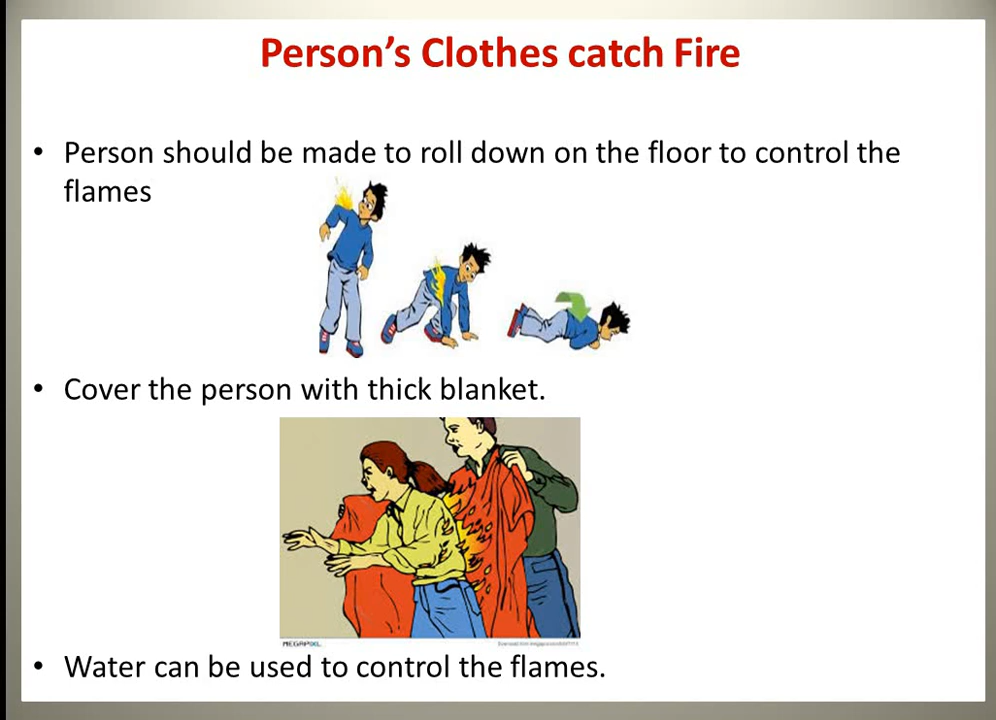 Person's Clothes catch Fire
• Person should be made to roll down on the floor to control the
flames
• Cover the person with thick blanket.
MEGAPIXL
• Water can be used to control the flames.